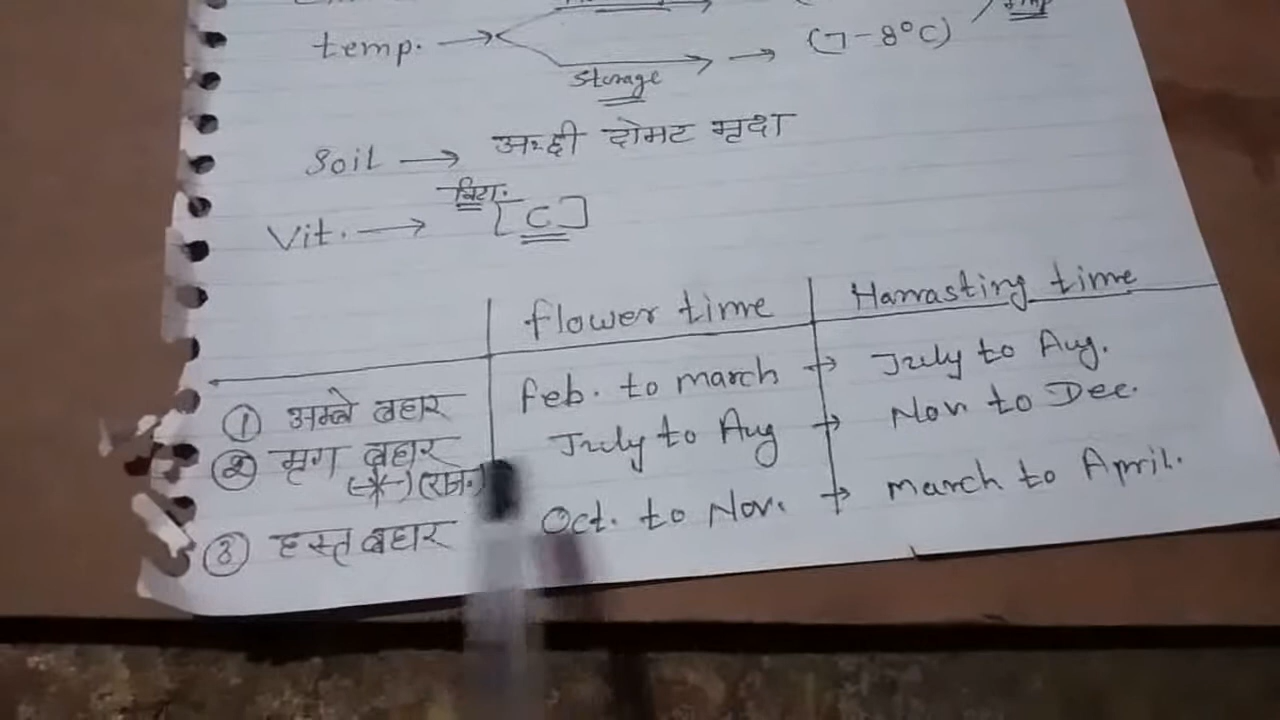 temp. → → (7-8°C)
Storage
Soil → अच्छी दोमट मृदा
Vit. → विटा. [C]
flower time Harrasting time
① अम्बे बहार feb. to march → July to Aug.
② मृग बहार July to Aug → Nov to Dec.
(-*-) (राज.)
③ हस्त बहार Oct. to Nov. → march to April.